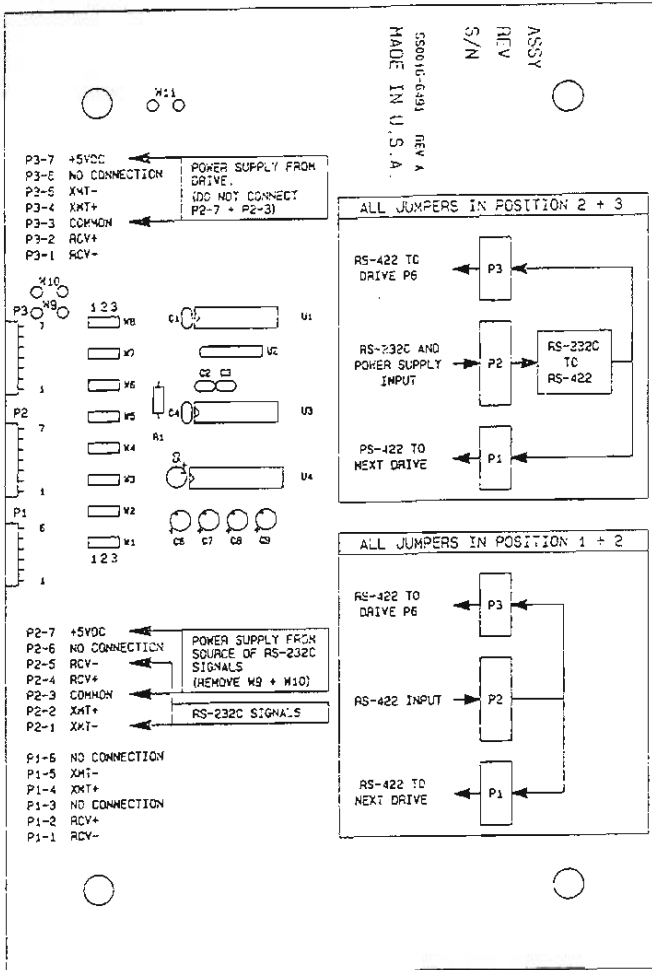 ASSY
REV
S/N
REV A
MADE IN U.S.A.
W11
P3-7 +5VDC
P3-6 NO CONNECTION
P3-5 XMT-
P3-4 XMT+
P3-3 COMMON
P3-2 RCV+
P3-1 RCV-
POWER SUPPLY FROM
DRIVE.
(DO NOT CONNECT
P2-7 + P2-3)
W10
W9
P3
7
1
P2
7
1
P1
6
1
1 2 3
W8
W7
W6
W5
W4
W3
W2
W1
1 2 3
C1
U1
U2
C2 C3
C4
U3
R1
U4
C6 C7 C8 C9
ALL JUMPERS IN POSITION 2 + 3
RS-422 TO
DRIVE P6
P3
RS-232C AND
POWER SUPPLY
INPUT
P2
RS-232C
TO
RS-422
RS-422 TO
NEXT DRIVE
P1
ALL JUMPERS IN POSITION 1 + 2
RS-422 TO
DRIVE P6
P3
RS-422 INPUT
P2
RS-422 TO
NEXT DRIVE
P1
P2-7 +5VDC
P2-6 NO CONNECTION
P2-5 RCV-
P2-4 RCV+
P2-3 COMMON
P2-2 XMT+
P2-1 XMT-
POWER SUPPLY FROM
SOURCE OF RS-232C
SIGNALS
(REMOVE W9 + W10)
RS-232C SIGNALS
P1-6 NO CONNECTION
P1-5 XMT-
P1-4 XMT+
P1-3 NO CONNECTION
P1-2 RCV+
P1-1 RCV-